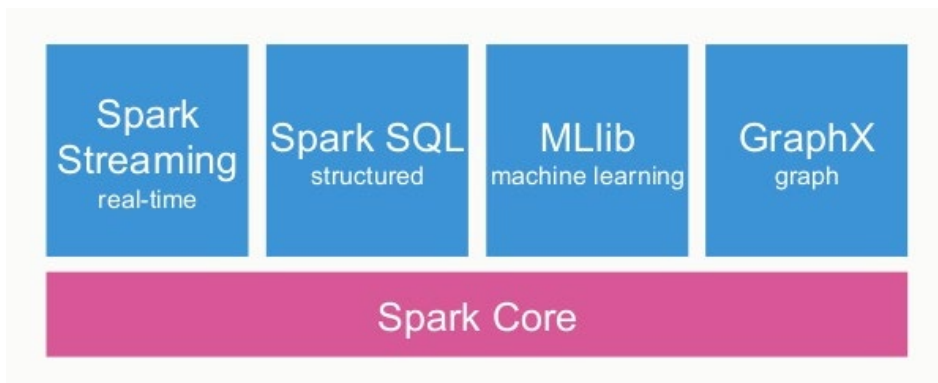 Spark
Streaming
real-time
Spark SQL
structured
MLlib
machine learning
GraphX
graph
Spark Core